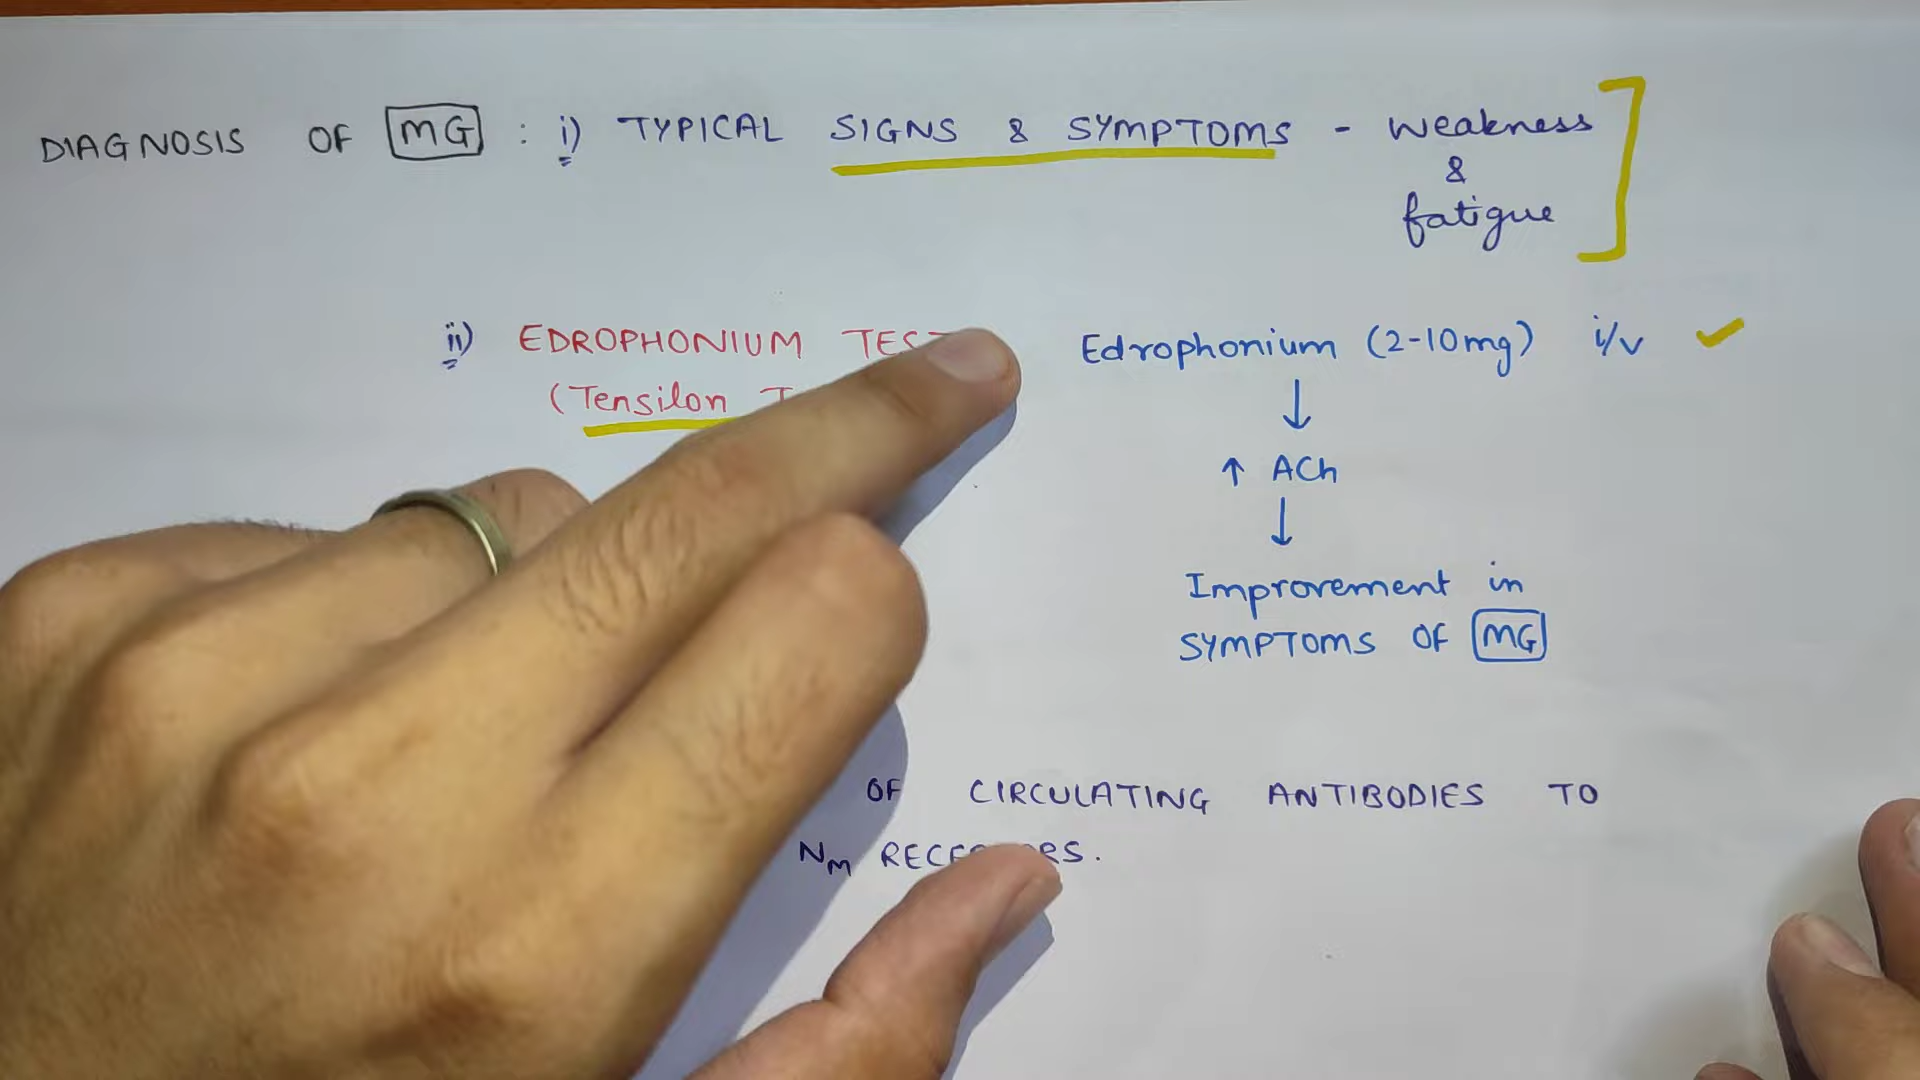 DIAGNOSIS OF MG : i) TYPICAL SIGNS & SYMPTOMS - weakness
&
fatigue
ii) EDROPHONIUM Edrophonium (2-10mg) i/v ✓
(Tensilon
↓
↑ ACh
↓
Improvement in
SYMPTOMS OF MG
OF CIRCULATING ANTIBODIES TO
NM